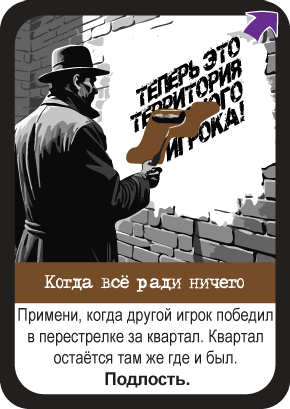 ТЕПЕРЬ ЭТО
ТЕРРИТОРИЯ
ИГРОКА!
Когда всё ради ничего
Примени, когда другой игрок победил
в перестрелке за квартал. Квартал
остаётся там же где и был.
Подлость.